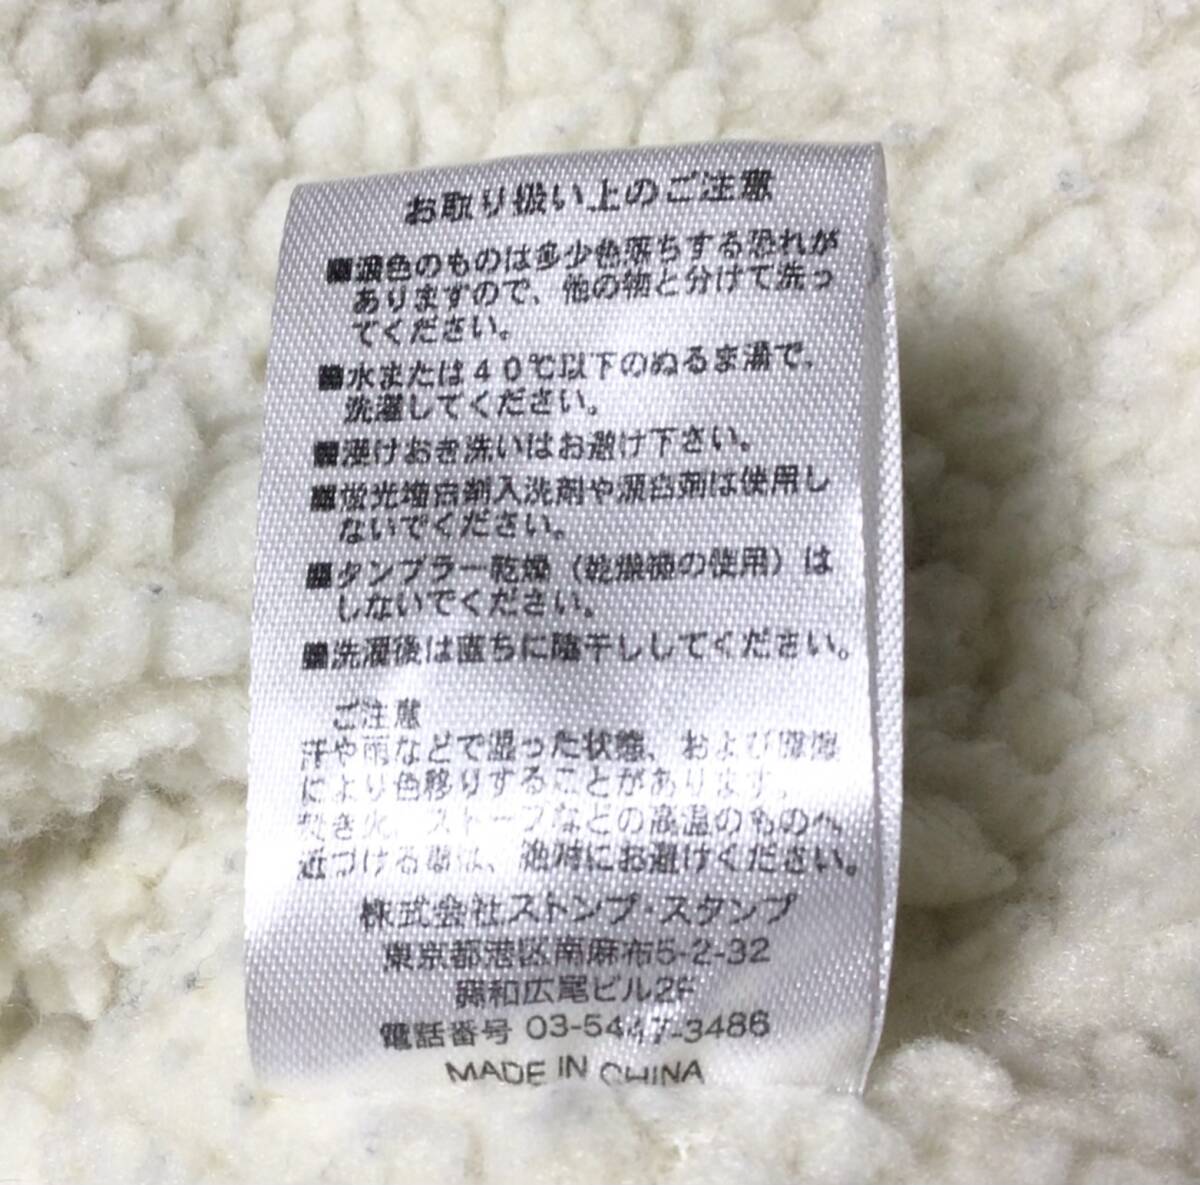 お取り扱い上のご注意
■濃色のものは多少色落ちする恐れが
ありますので、他の物と分けて洗っ
てください。
■水または40℃以下のぬるま湯で、
洗濯してください。
■浸けおき洗いはお避け下さい。
■蛍光増白剤入洗剤や漂白剤は使用し
ないでください。
■タンブラー乾燥（乾燥機の使用）は
しないでください。
■洗濯後は直ちに陰干ししてください。
ご注意
汗や雨などで湿った状態、および摩擦
により色移りすることがあります。
焚き火、ストーブなどの高温のものへ
近づける事は、絶対にお避けください。
株式会社ストンプ・スタンプ
東京都港区南麻布5-2-32
興和広尾ビル2F
電話番号 03-5447-3486
MADE IN CHINA